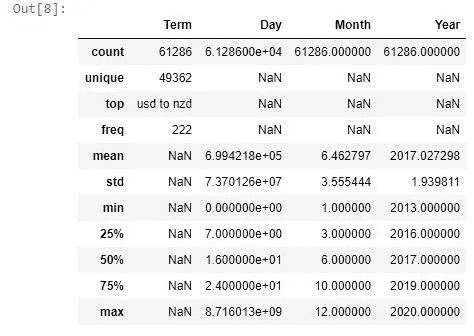 Out[8]:
Term Day Month Year
count 61286 6.128600e+04 61286.000000 61286.000000
unique 49362 NaN NaN NaN
top usd to nzd NaN NaN NaN
freq 222 NaN NaN NaN
mean NaN 6.994218e+05 6.462797 2017.027298
std NaN 7.370126e+07 3.555444 1.939811
min NaN 0.000000e+00 1.000000 2013.000000
25% NaN 7.000000e+00 3.000000 2016.000000
50% NaN 1.600000e+01 6.000000 2017.000000
75% NaN 2.400000e+01 10.000000 2019.000000
max NaN 8.716013e+09 12.000000 2020.000000